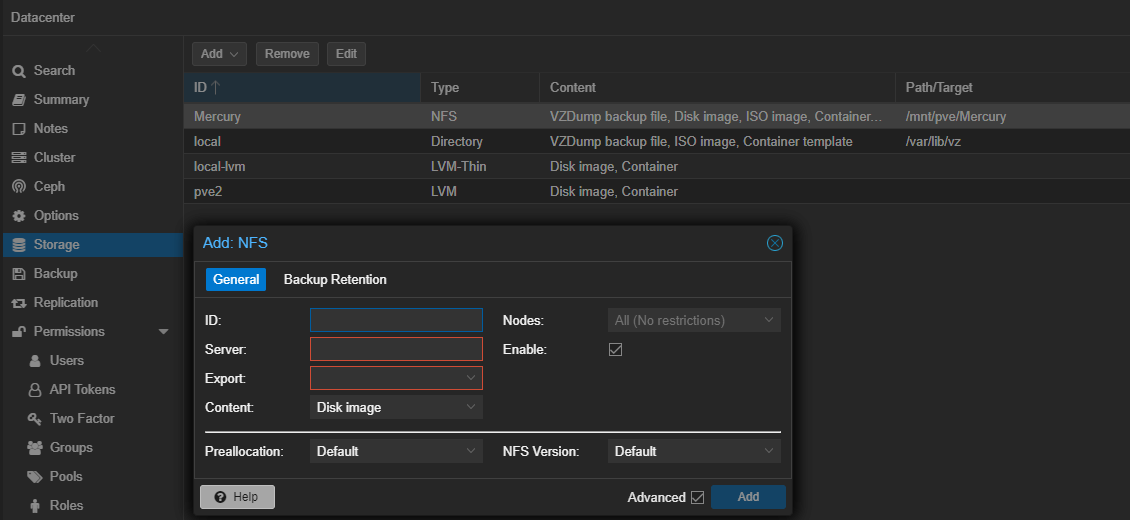 Datacenter
Search
Summary
Notes
Cluster
Ceph
Options
Storage
Backup
Replication
Permissions
Users
API Tokens
Two Factor
Groups
Pools
Roles
Add Remove Edit
ID Type Content Path/Target
Mercury NFS VZDump backup file, Disk image, ISO image, Container... /mnt/pve/Mercury
local Directory VZDump backup file, ISO image, Container template /var/lib/vz
local-lvm LVM-Thin Disk image, Container
pve2 LVM Disk image, Container
Add: NFS
General Backup Retention
ID: Nodes: All (No restrictions)
Server: Enable:
Export:
Content: Disk image
Preallocation: Default NFS Version: Default
Help Advanced Add